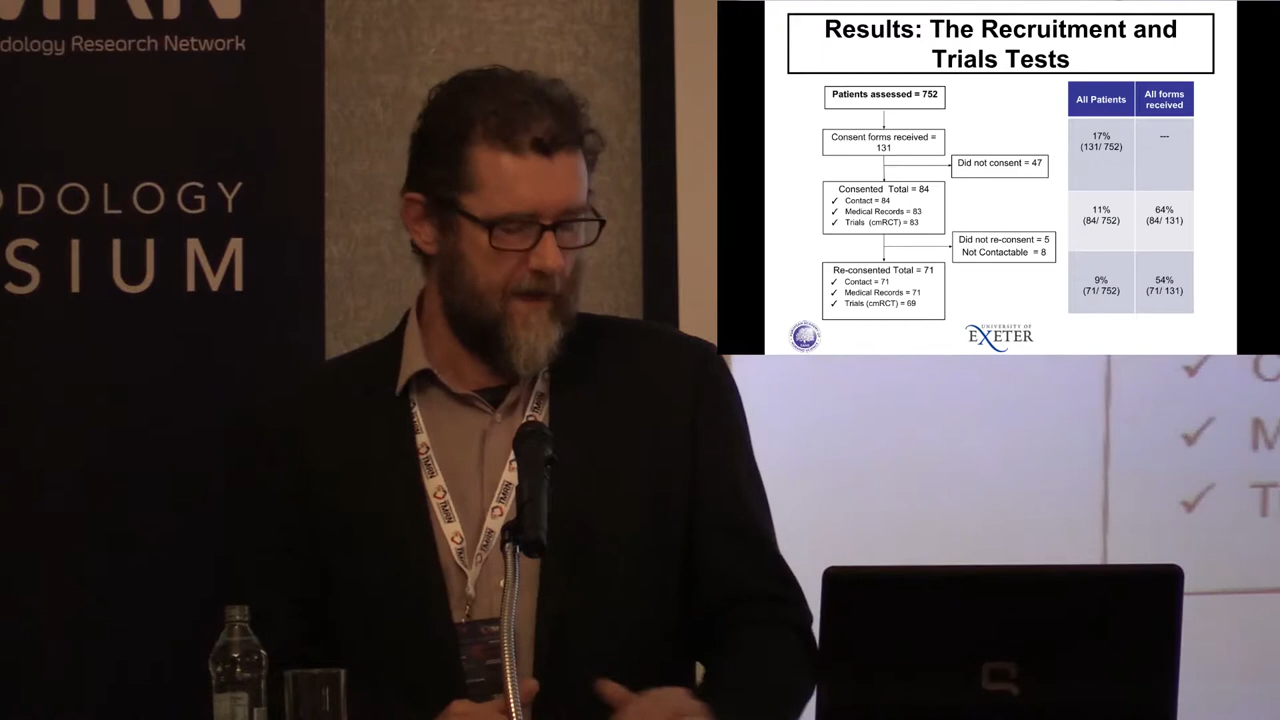 odology Research Network
ODOLOGY
SIUM
TMRN
TMRN
Results: The Recruitment and
Trials Tests
Patients assessed = 752
Consent forms received =
131
Did not consent = 47
Consented Total = 84
✓ Contact = 84
✓ Medical Records = 83
✓ Trials (cmRCT) = 83
Did not re-consent = 5
Not Contactable = 8
Re-consented Total = 71
✓ Contact = 71
✓ Medical Records = 71
✓ Trials (cmRCT) = 69
All Patients
All forms
received
17%
(131/ 752)
---
11%
(84/ 752)
64%
(84/ 131)
9%
(71/ 752)
54%
(71/ 131)
UNIVERSITY OF
EXETER
✓ M
✓ T